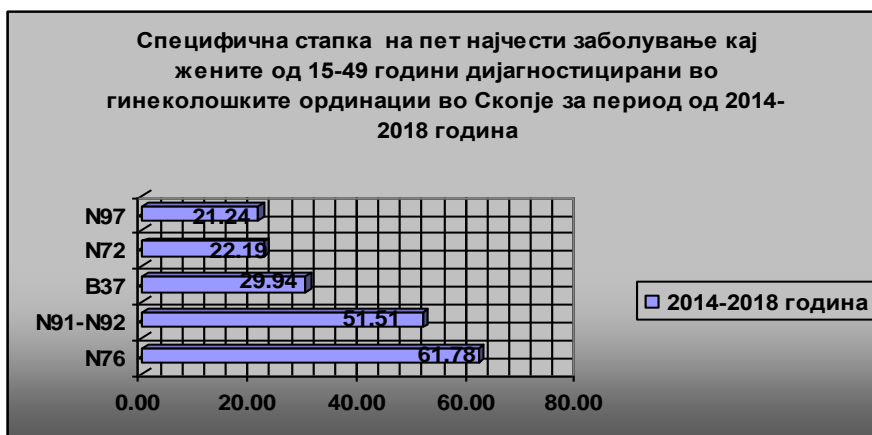 Специфична стапка на пет најчести заболување кај
жените од 15-49 години дијагностицирани во
гинеколошките ординации во Скопје за период од 2014-
2018 година
N97
21.24
N72
22.19
B37
29.94
N91-N92
51.51
N76
61.78
0.00 20.00 40.00 60.00 80.00
2014-2018 година